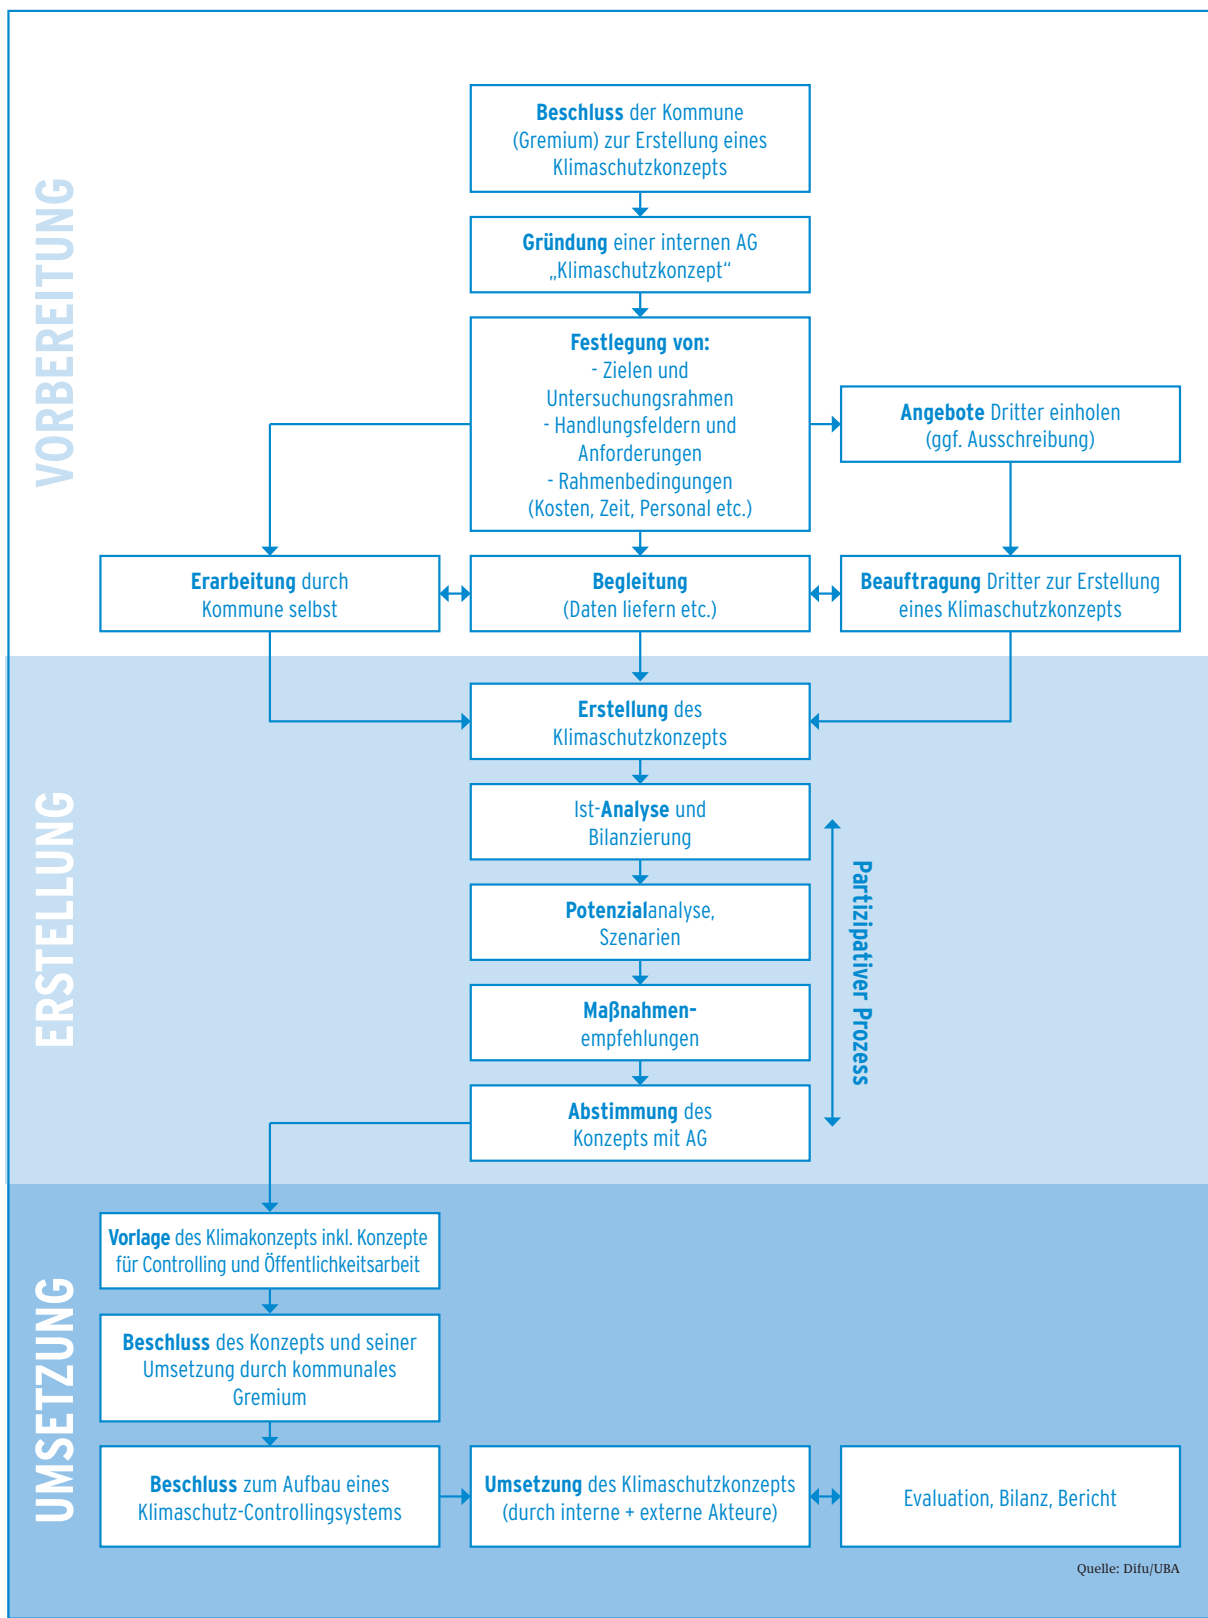 VORBEREITUNG
Beschluss der Kommune
(Gremium) zur Erstellung eines
Klimaschutzkonzepts
Gründung einer internen AG
„Klimaschutzkonzept“
Festlegung von:
- Zielen und
Untersuchungsrahmen
- Handlungsfeldern und
Anforderungen
- Rahmenbedingungen
(Kosten, Zeit, Personal etc.)
Angebote Dritter einholen
(ggf. Ausschreibung)
Erarbeitung durch
Kommune selbst
Begleitung
(Daten liefern etc.)
Beauftragung Dritter zur Erstellung
eines Klimaschutzkonzepts
ERSTELLUNG
Erstellung des
Klimaschutzkonzepts
Ist-Analyse und
Bilanzierung
Potenzialanalyse,
Szenarien
Maßnahmen-
empfehlungen
Abstimmung des
Konzepts mit AG
Partizipativer Prozess
UMSETZUNG
Vorlage des Klimakonzepts inkl. Konzepte
für Controlling und Öffentlichkeitsarbeit
Beschluss des Konzepts und seiner
Umsetzung durch kommunales
Gremium
Beschluss zum Aufbau eines
Klimaschutz-Controllingsystems
Umsetzung des Klimaschutzkonzepts
(durch interne + externe Akteure)
Evaluation, Bilanz, Bericht
Quelle: Difu/UBA